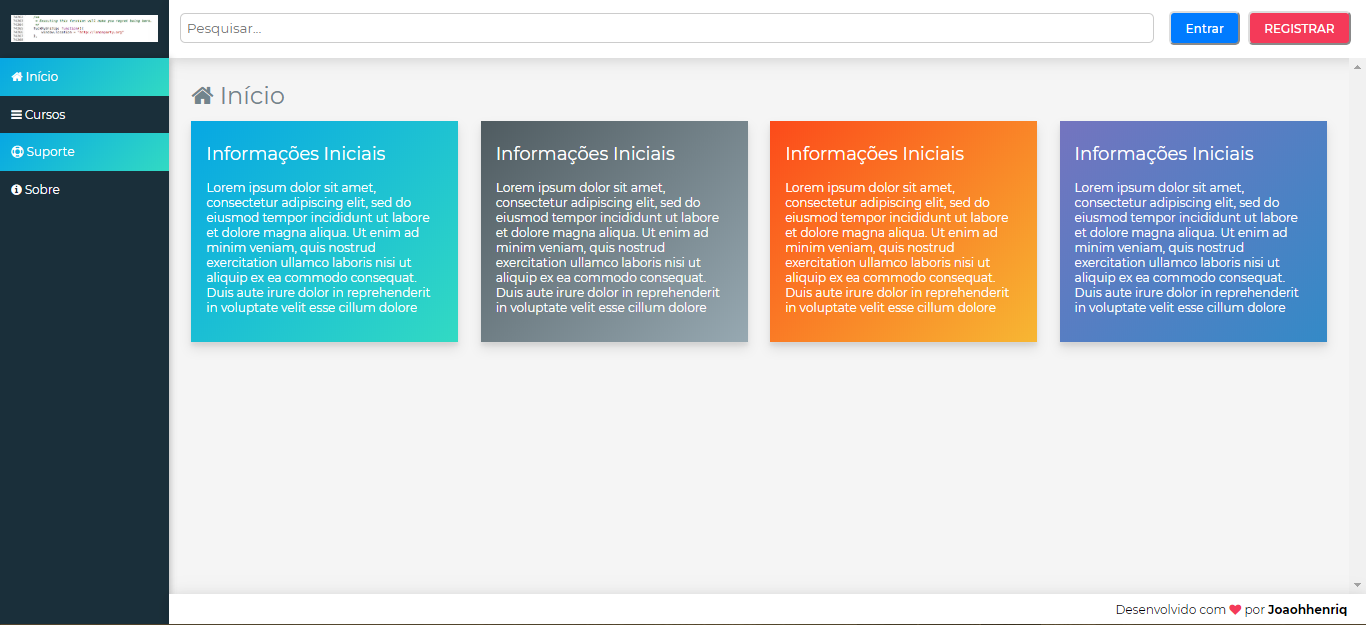 Pesquisar...
Entrar
REGISTRAR
Início
Cursos
Suporte
Sobre
Início
Informações Iniciais
Lorem ipsum dolor sit amet,
consectetur adipiscing elit, sed do
eiusmod tempor incididunt ut labore
et dolore magna aliqua. Ut enim ad
minim veniam, quis nostrud
exercitation ullamco laboris nisi ut
aliquip ex ea commodo consequat.
Duis aute irure dolor in reprehenderit
in voluptate velit esse cillum dolore
Informações Iniciais
Lorem ipsum dolor sit amet,
consectetur adipiscing elit, sed do
eiusmod tempor incididunt ut labore
et dolore magna aliqua. Ut enim ad
minim veniam, quis nostrud
exercitation ullamco laboris nisi ut
aliquip ex ea commodo consequat.
Duis aute irure dolor in reprehenderit
in voluptate velit esse cillum dolore
Informações Iniciais
Lorem ipsum dolor sit amet,
consectetur adipiscing elit, sed do
eiusmod tempor incididunt ut labore
et dolore magna aliqua. Ut enim ad
minim veniam, quis nostrud
exercitation ullamco laboris nisi ut
aliquip ex ea commodo consequat.
Duis aute irure dolor in reprehenderit
in voluptate velit esse cillum dolore
Informações Iniciais
Lorem ipsum dolor sit amet,
consectetur adipiscing elit, sed do
eiusmod tempor incididunt ut labore
et dolore magna aliqua. Ut enim ad
minim veniam, quis nostrud
exercitation ullamco laboris nisi ut
aliquip ex ea commodo consequat.
Duis aute irure dolor in reprehenderit
in voluptate velit esse cillum dolore
Desenvolvido com ❤ por Joaohhenriq